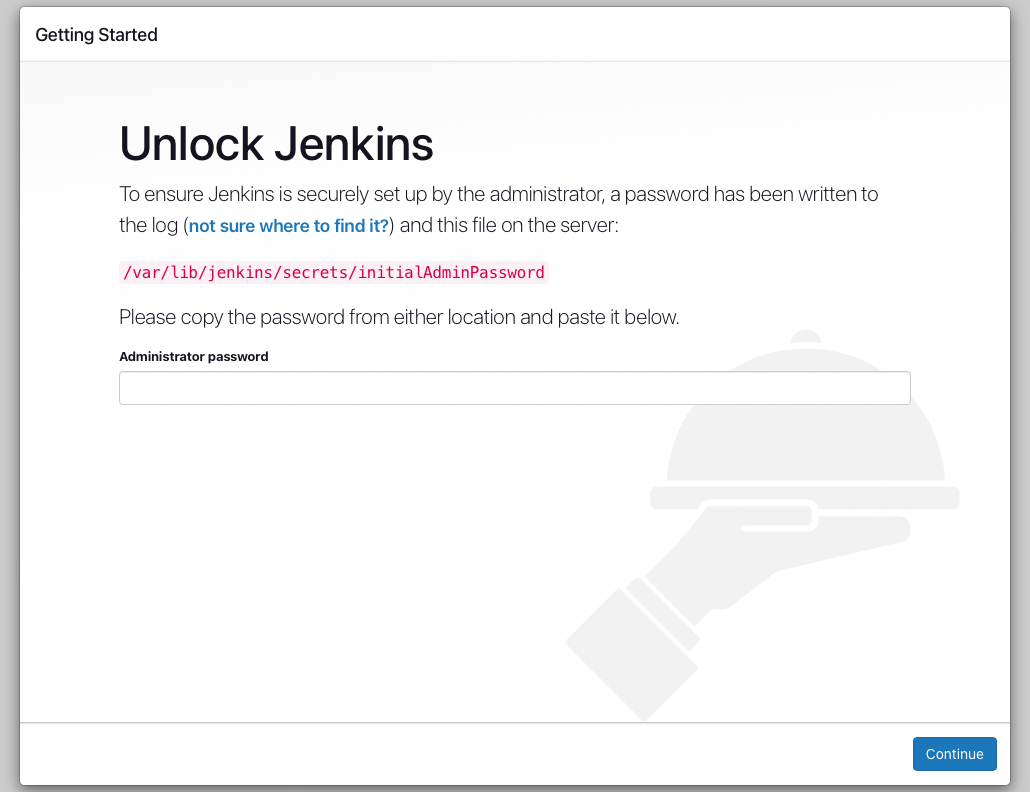 Getting Started
Unlock Jenkins
To ensure Jenkins is securely set up by the administrator, a password has been written to
the log (not sure where to find it?) and this file on the server:
/var/lib/jenkins/secrets/initialAdminPassword
Please copy the password from either location and paste it below.
Administrator password
Continue